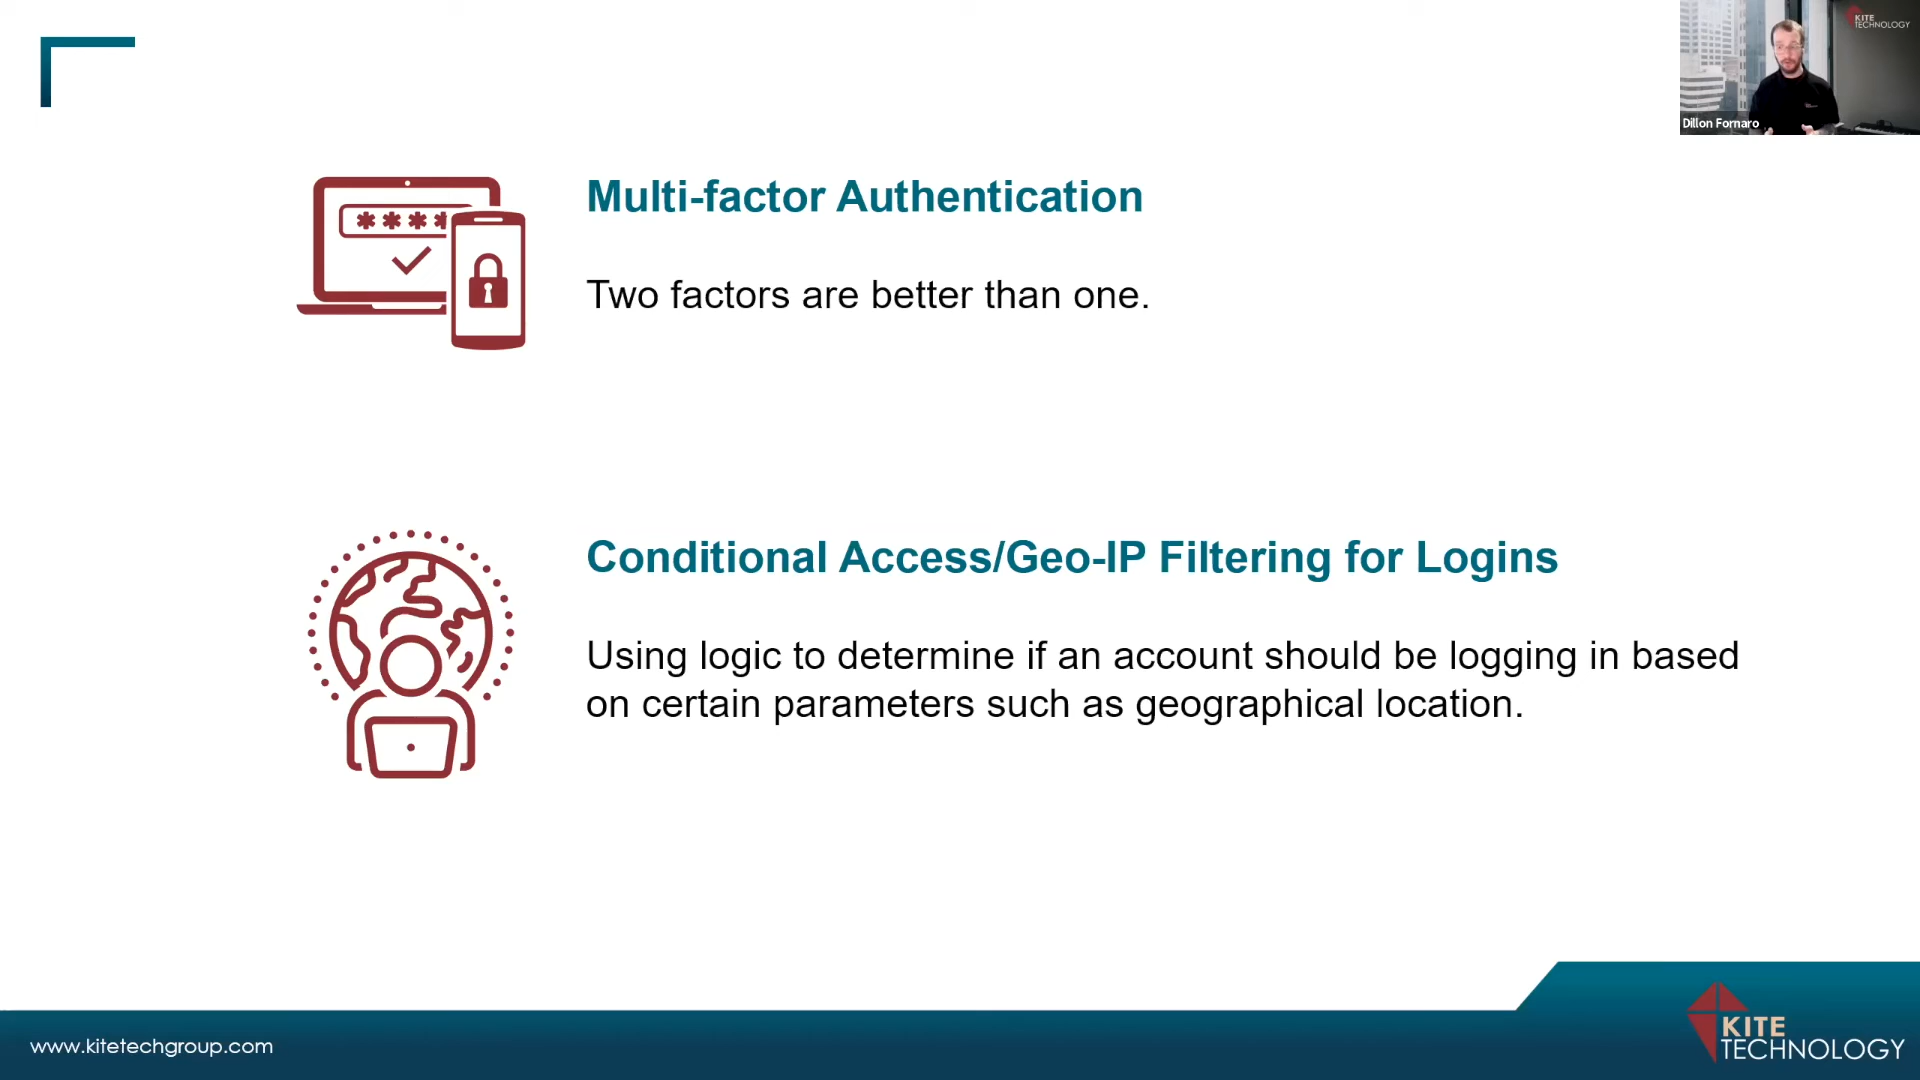 KITE
TECHNOLOGY
Dillon Fornaro
Multi-factor Authentication
****
Two factors are better than one.
Conditional Access/Geo-IP Filtering for Logins
Using logic to determine if an account should be logging in based
on certain parameters such as geographical location.
www.kitetechgroup.com
KITE
TECHNOLOGY